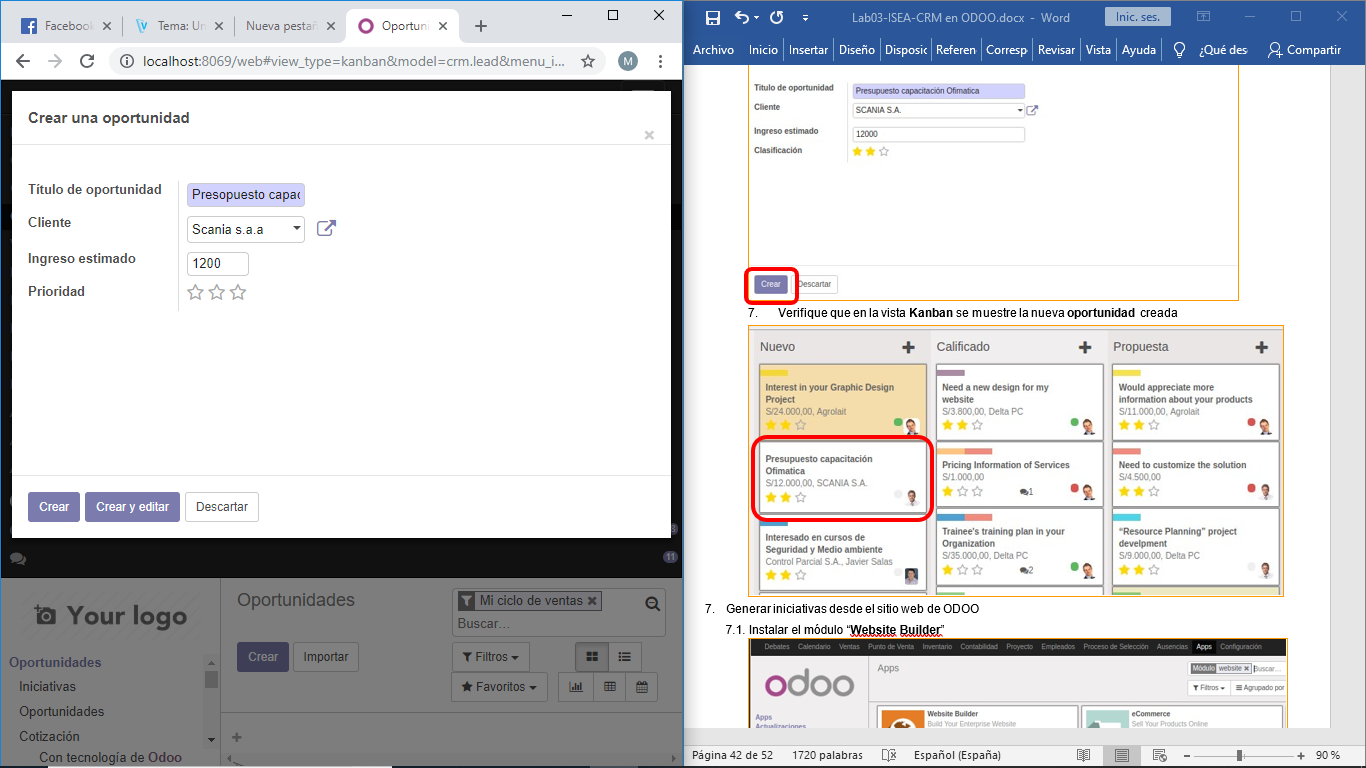 Facebook
Tema: Un
Nueva pestañ
Oportuni
localhost:8069/web#view_type=kanban&model=crm.lead&menu_i...
M
Crear una oportunidad
×
Título de oportunidad
Presopuesto capac
Cliente
Scania s.a.a
Ingreso estimado
1200
Prioridad
Crear
Crear y editar
Descartar
11
Your logo
Oportunidades
Iniciativas
Oportunidades
Cotización
Con tecnología de Odoo
Oportunidades
Mi ciclo de ventas
Buscar...
Crear
Importar
Filtros
Favoritos
Lab03-ISEA-CRM en ODOO.docx - Word
Inic. ses.
Archivo Inicio Insertar Diseño Disposic Referen Corresp Revisar Vista Ayuda ¿Qué des Compartir
Titulo de oportunidad
Presupuesto capacitación Ofimatica
Cliente
SCANIA S.A.
Ingreso estimado
12000
Clasificación
Crear
Descartar
7. Verifique que en la vista Kanban se muestre la nueva oportunidad creada
Nuevo
Interest in your Graphic Design
Project
S/24.000,00, Agrolait
Presupuesto capacitación
Ofimatica
S/12.000,00, SCANIA S.A.
Interesado en cursos de
Seguridad y Medio ambiente
Control Parcial S.A., Javier Salas
Calificado
Need a new design for my
website
S/3.800,00, Delta PC
Pricing Information of Services
S/1.000,00
1
Trainee's training plan in your
Organization
S/35.000,00, Delta PC
2
Propuesta
Would appreciate more
information about your products
S/11.000,00, Agrolait
Need to customize the solution
S/4.500,00
“Resource Planning” project
develpment
S/9.000,00, Delta PC
7. Generar iniciativas desde el sitio web de ODOO
7.1. Instalar el módulo “Website Builder”
Debates Calendario Ventas Punto de Venta Inventario Contabilidad Proyecto Empleados Proceso de Selección Ausencias Apps Configuración
odoo
Apps
Módulo website
Buscar...
Filtros
Agrupado por
Apps
Actualizaciones
Website Builder
Build Your Enterprise Website
eCommerce
Sell Your Products Online
Página 42 de 52
1720 palabras
Español (España)
90 %